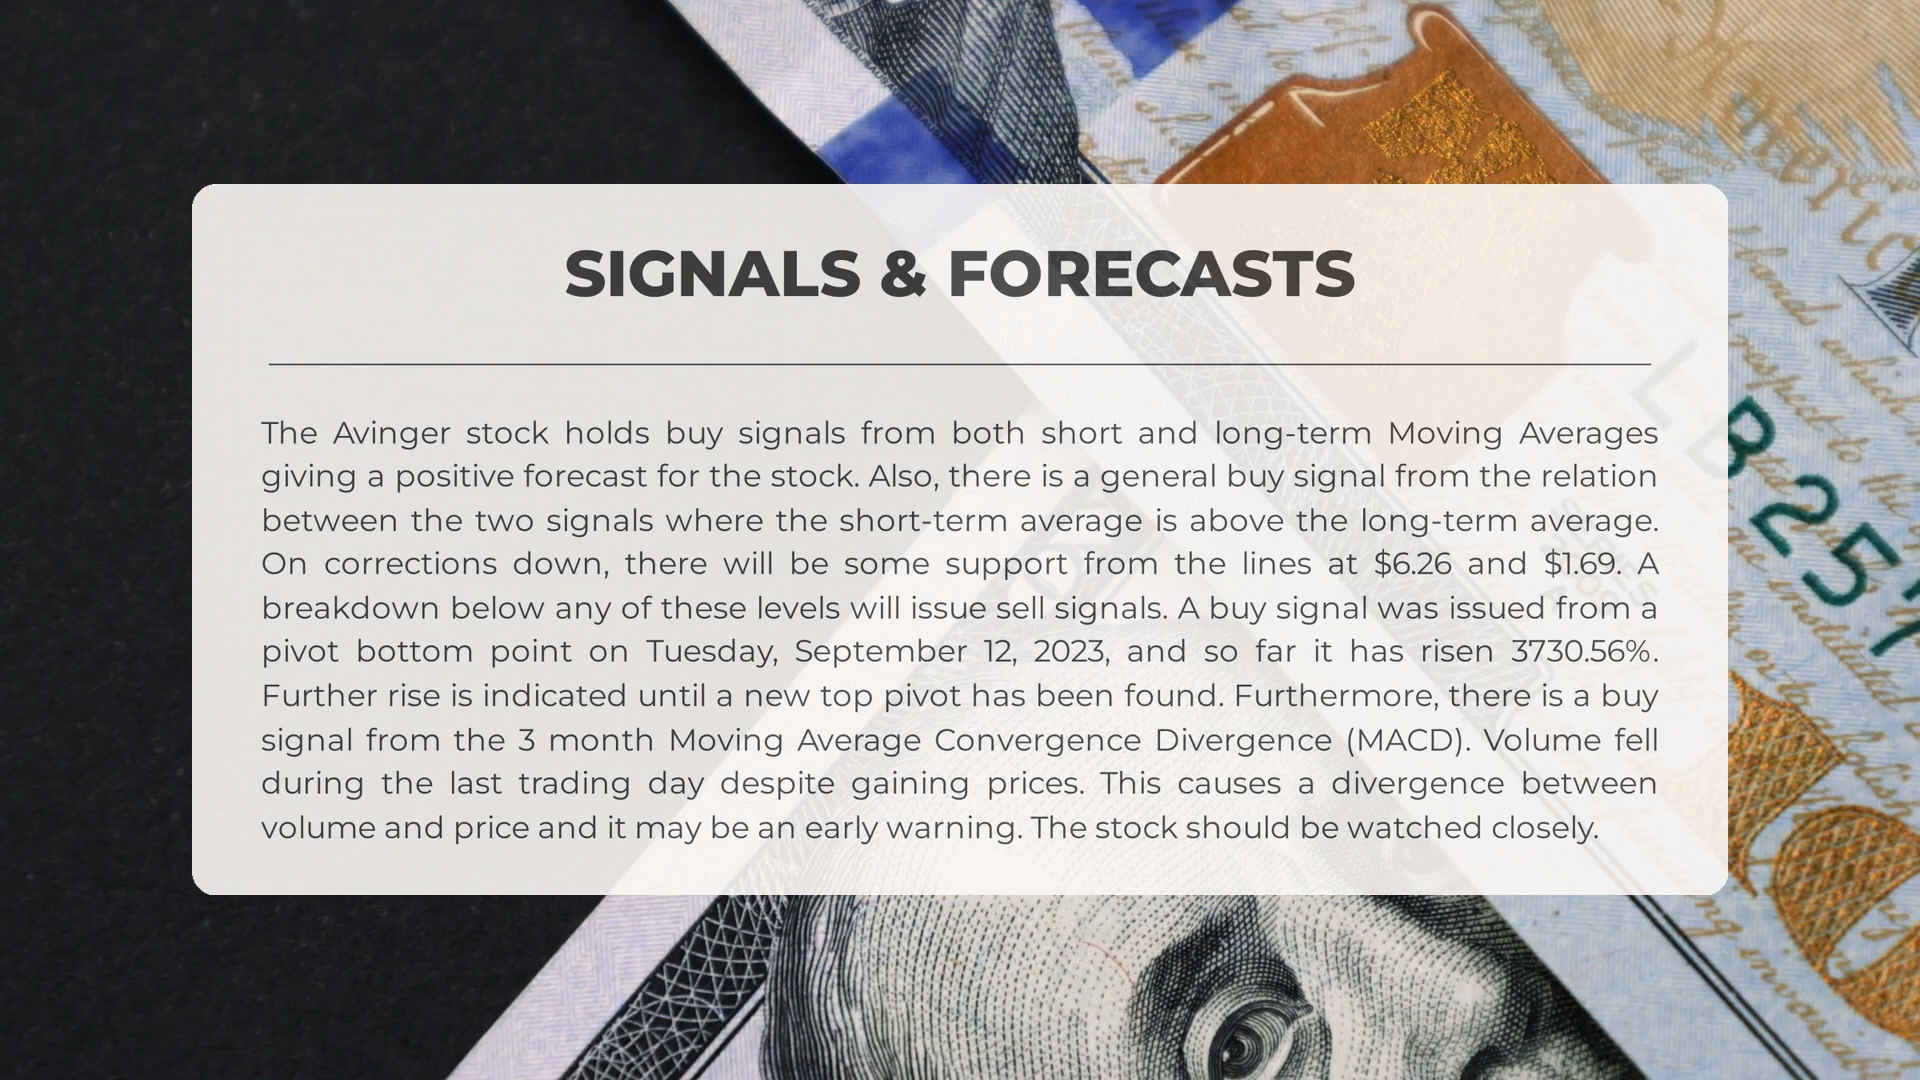 SIGNALS & FORECASTS
The Avinger stock holds buy signals from both short and long-term Moving Averages
giving a positive forecast for the stock. Also, there is a general buy signal from the relation
between the two signals where the short-term average is above the long-term average.
On corrections down, there will be some support from the lines at $6.26 and $1.69. A
breakdown below any of these levels will issue sell signals. A buy signal was issued from a
pivot bottom point on Tuesday, September 12, 2023, and so far it has risen 3730.56%.
Further rise is indicated until a new top pivot has been found. Furthermore, there is a buy
signal from the 3 month Moving Average Convergence Divergence (MACD). Volume fell
during the last trading day despite gaining prices. This causes a divergence between
volume and price and it may be an early warning. The stock should be watched closely.
LB25